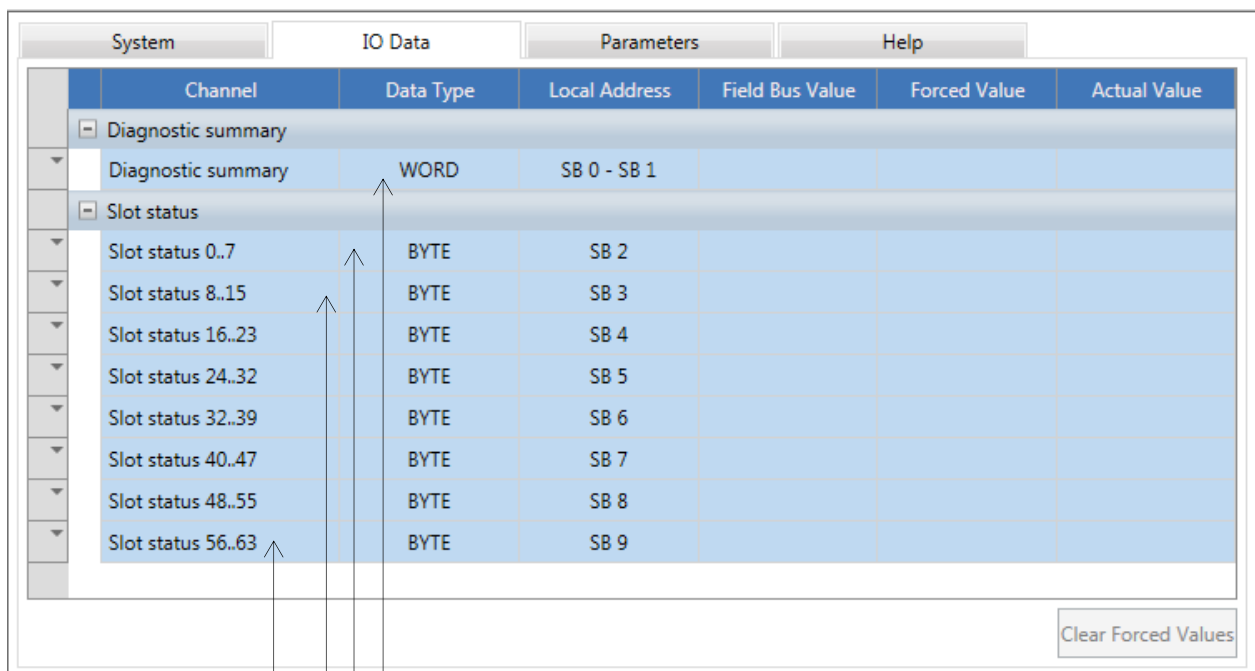 System IO Data Parameters Help
Channel Data Type Local Address Field Bus Value Forced Value Actual Value
Diagnostic summary
Diagnostic summary WORD SB 0 - SB 1
Slot status
Slot status 0..7 BYTE SB 2
Slot status 8..15 BYTE SB 3
Slot status 16..23 BYTE SB 4
Slot status 24..32 BYTE SB 5
Slot status 32..39 BYTE SB 6
Slot status 40..47 BYTE SB 7
Slot status 48..55 BYTE SB 8
Slot status 56..63 BYTE SB 9
Clear Forced Values